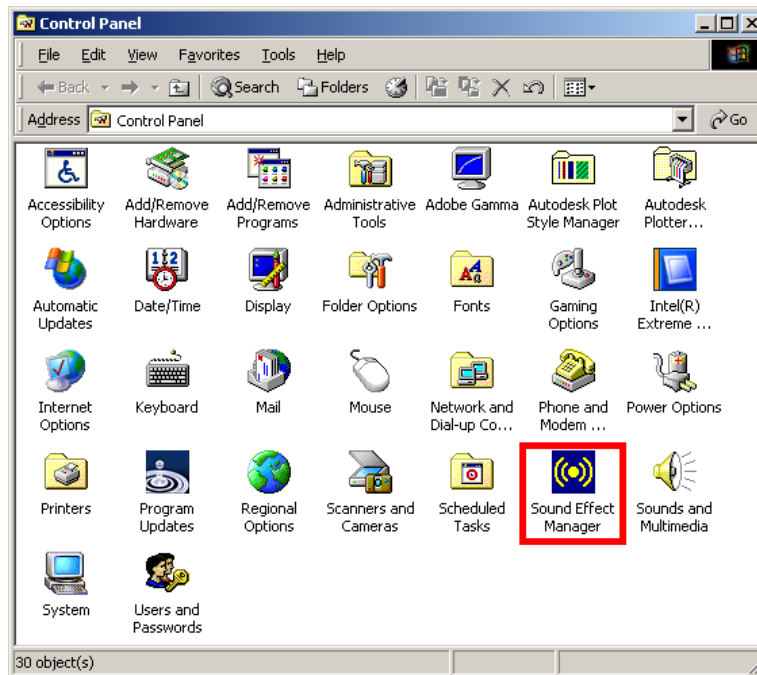 Control Panel
File Edit View Favorites Tools Help
Back Search Folders
Address Control Panel Go
Accessibility Options
Add/Remove Hardware
Add/Remove Programs
Administrative Tools
Adobe Gamma
Autodesk Plot Style Manager
Autodesk Plotter...
Automatic Updates
Date/Time
12
Display
Folder Options
Fonts
Gaming Options
Intel(R) Extreme ...
Internet Options
Keyboard
Mail
Mouse
Network and Dial-up Co...
Phone and Modem ...
Power Options
Printers
Program Updates
Regional Options
Scanners and Cameras
Scheduled Tasks
Sound Effect Manager
Sounds and Multimedia
System
Users and Passwords
30 object(s)